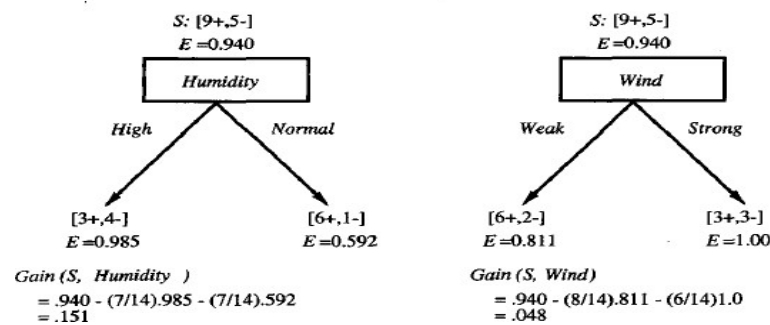 S: [9+,5-]
E =0.940
Humidity
High
Normal
[3+,4-]
E=0.985
[6+,1-]
E=0.592
Gain (S, Humidity )
= .940 - (7/14).985 - (7/14).592
= .151
S: [9+,5-]
E =0.940
Wind
Weak
Strong
[6+,2-]
E=0.811
[3+,3-]
E=1.00
Gain (S, Wind)
= .940 - (8/14).811 - (6/14)1.0
= .048